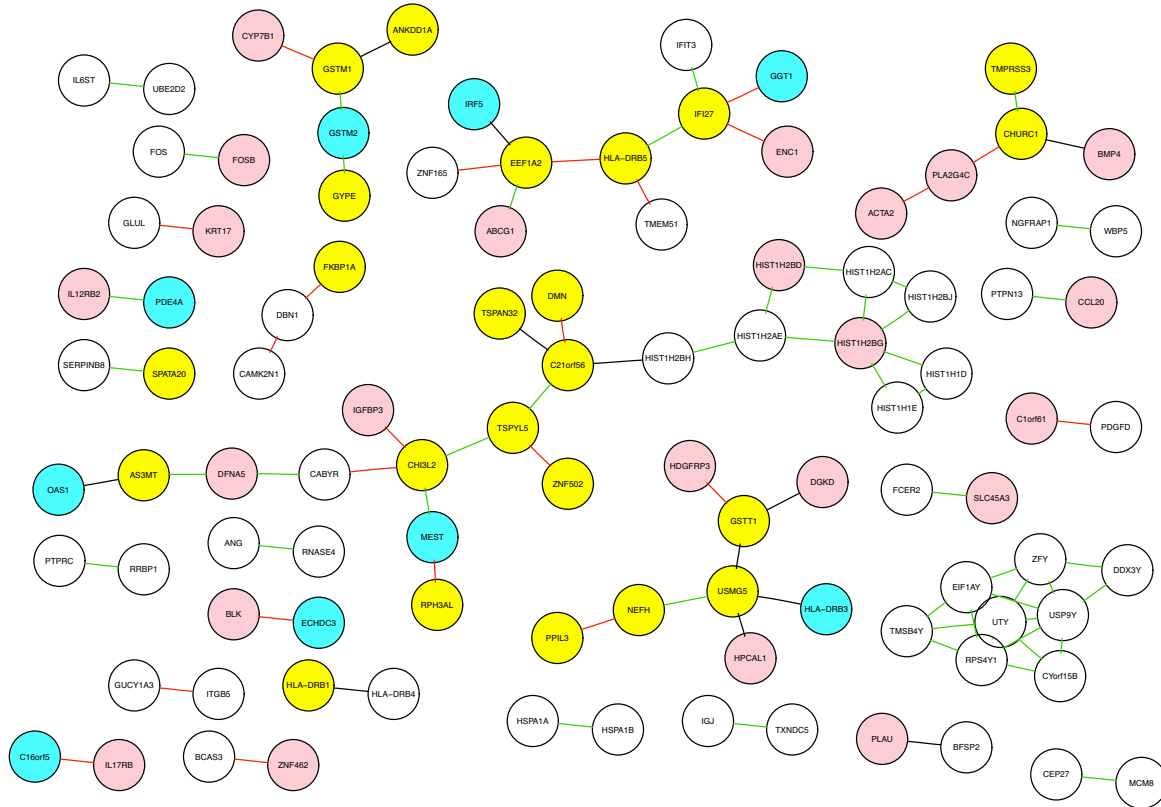 CYP7B1
ANKDD1A
GSTM1
IL6ST
UBE2D2
GSTM2
FOS
FOSB
GYPE
GLUL
KRT17
IL12RB2
PDE4A
FKBP1A
DBN1
CAMK2N1
SERPINB8
SPATA20
IFIT3
GGT1
IRF5
IFI27
ENC1
EEF1A2
HLA-DRB5
ZNF165
TMEM51
ABCG1
TMPRSS3
CHURC1
BMP4
PLA2G4C
ACTA2
NGFRAP1
WBP5
PTPN13
CCL20
DMN
TSPAN32
C21orf56
HIST1H2BH
HIST1H2AE
HIST1H2BD
HIST1H2AC
HIST1H2BJ
HIST1H2BG
HIST1H1D
HIST1H1E
IGFBP3
TSPYL5
CHI3L2
ZNF502
CABYR
DFNA5
AS3MT
OAS1
MEST
RPH3AL
C1orf61
PDGFD
FCER2
SLC45A3
PTPRC
RRBP1
ANG
RNASE4
BLK
ECHDC3
HDGFRP3
DGKD
GSTT1
USMG5
NEFH
HLA-DRB3
PPIL3
HPCAL1
ZFY
DDX3Y
EIF1AY
USP9Y
UTY
TMSB4Y
RPS4Y1
CYorf15B
GUCY1A3
ITGB5
HLA-DRB1
HLA-DRB4
HSPA1A
HSPA1B
IGJ
TXNDC5
PLAU
BFSP2
C16orf5
IL17RB
BCAS3
ZNF462
CEP27
MCM8